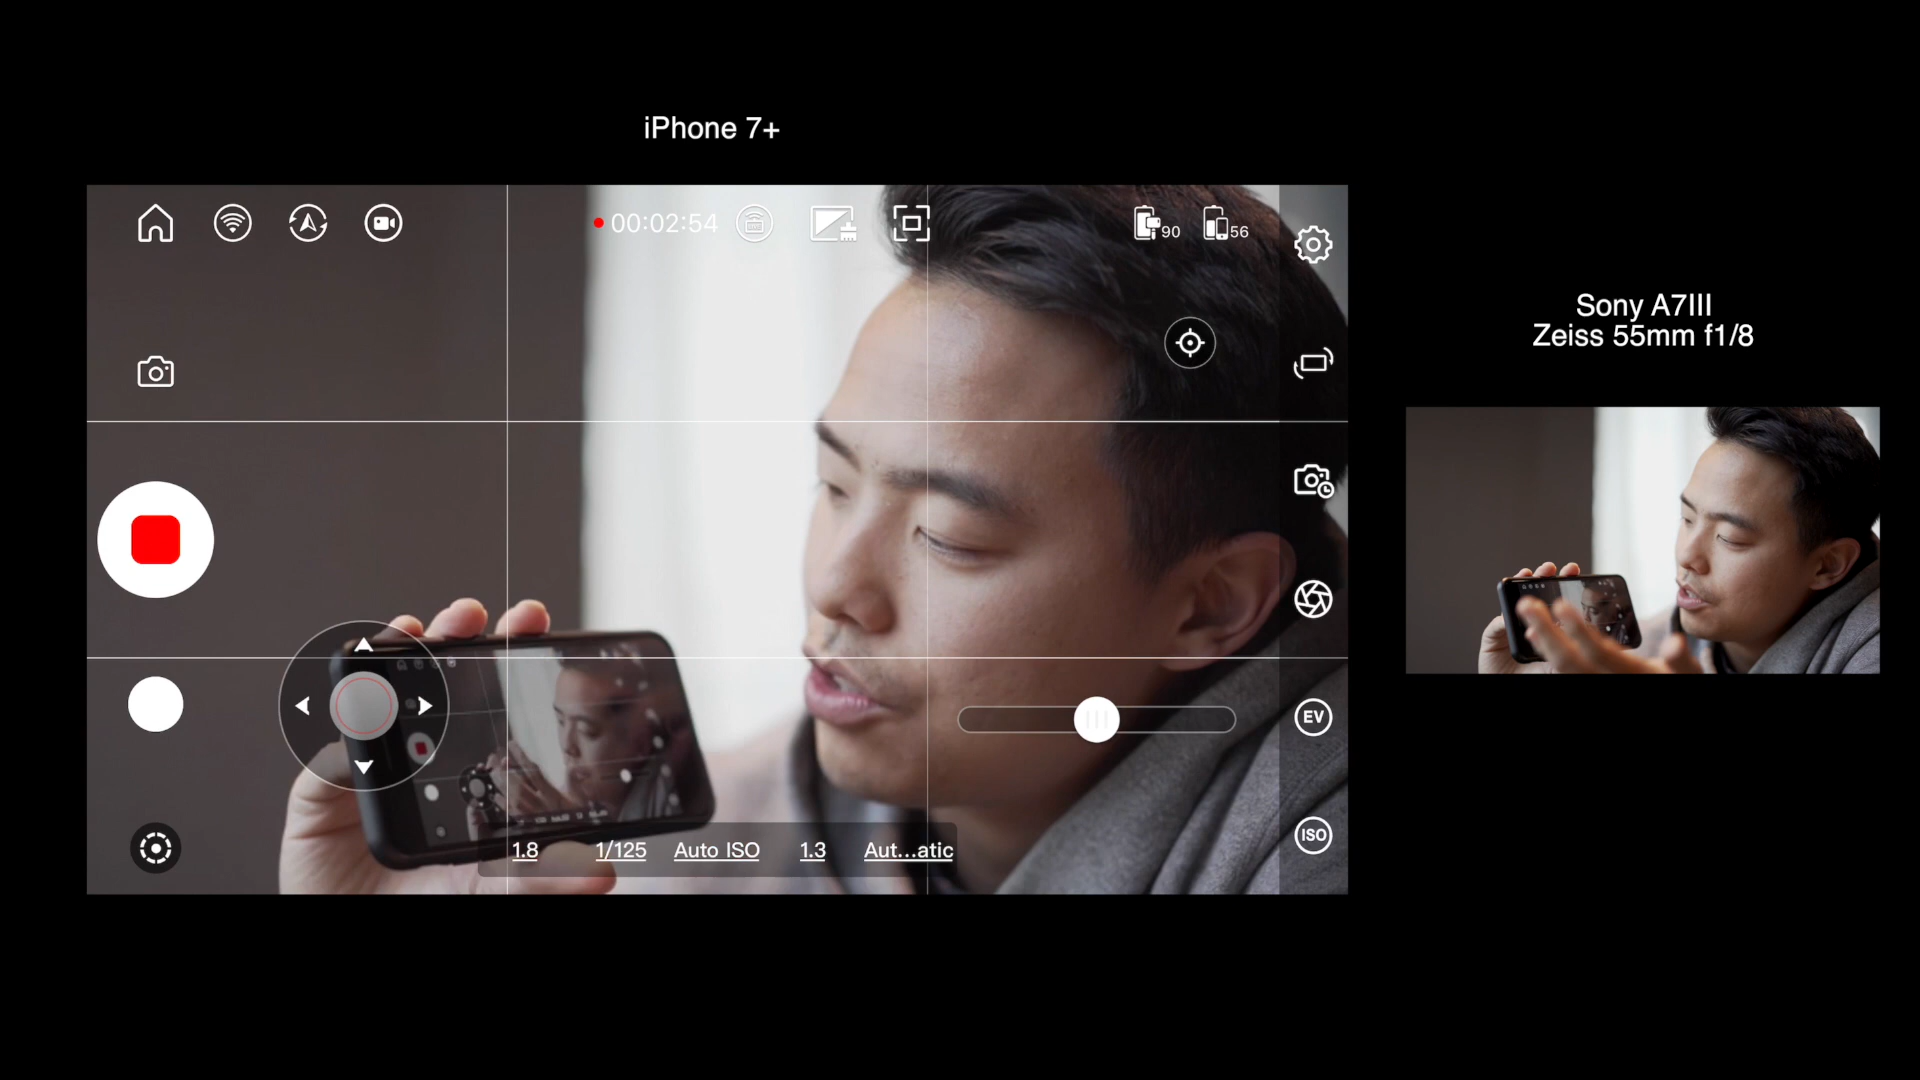 iPhone 7+
00:02:54
90
56
Sony A7III
Zeiss 55mm f1/8
EV
1.8 1/125 Auto ISO 1.3 Aut...atic
ISO